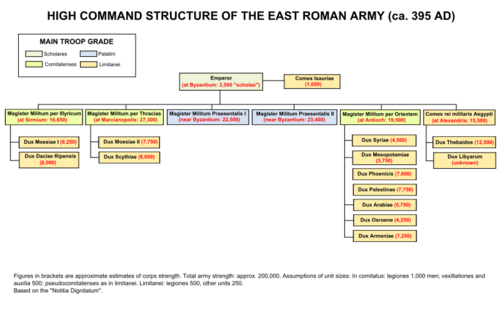 HIGH COMMAND STRUCTURE OF THE EAST ROMAN ARMY (ca. 395 AD)
MAIN TROOP GRADE
Scholares
Palatini
Comitatenses
Limitanei
Emperor
(at Byzantium: 3,500 "scholae")
Comes Isauriae
(1,000)
Magister Militum per Illyricum
(at Sirmium: 16,650)
Magister Militum per Thracias
(at Marcianopolis: 27,300)
Magister Militum Praesentalis I
(near Byzantium: 22,500)
Magister Militum Praesentalis II
(near Byzantium: 23,400)
Magister Militum per Orientem
(at Antioch: 19,500)
Comes rei militaris Aegypti
(at Alexandria: 15,500)
Dux Moesiae I (6,250)
Dux Daciae Ripensis
(8,000)
Dux Moesiae II (7,750)
Dux Scythiae (8,000)
Dux Syriae (4,500)
Dux Mesopotamiae
(3,750)
Dux Phoenicis (7,600)
Dux Palestinae (7,750)
Dux Arabiae (5,750)
Dux Osroene (4,250)
Dux Armeniae (7,250)
Dux Thebaidos (12,500)
Dux Libyarum
(unknown)
Figures in brackets are approximate estimates of corps strength. Total army strength: approx. 200,000. Assumptions of unit sizes: In comitatus: legiones 1,000 men; vexillationes and
auxilia 500; pseudocomitatenses as in limitanei. Limitanei: legiones 500, other units 250.
Based on the "Notitia Dignitatum".